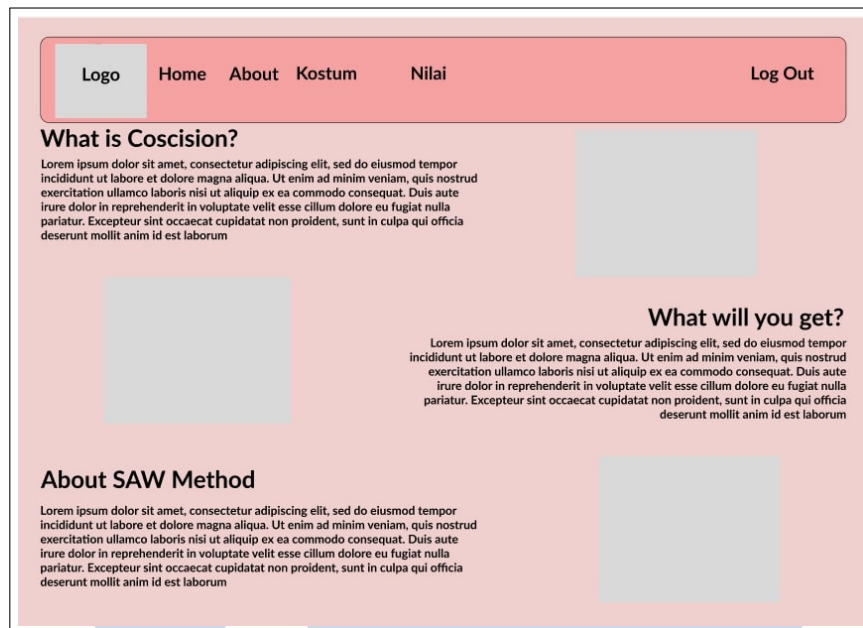 Logo Home About Kostum Nilai Log Out
What is Coscision?
Lorem ipsum dolor sit amet, consectetur adipiscing elit, sed do eiusmod tempor
incididunt ut labore et dolore magna aliqua. Ut enim ad minim veniam, quis nostrud
exercitation ullamco laboris nisi ut aliquip ex ea commodo consequat. Duis aute
irure dolor in reprehenderit in voluptate velit esse cillum dolore eu fugiat nulla
pariatur. Excepteur sint occaecat cupidatat non proident, sunt in culpa qui officia
deserunt mollit anim id est laborum
What will you get?
Lorem ipsum dolor sit amet, consectetur adipiscing elit, sed do eiusmod tempor
incididunt ut labore et dolore magna aliqua. Ut enim ad minim veniam, quis nostrud
exercitation ullamco laboris nisi ut aliquip ex ea commodo consequat. Duis aute
irure dolor in reprehenderit in voluptate velit esse cillum dolore eu fugiat nulla
pariatur. Excepteur sint occaecat cupidatat non proident, sunt in culpa qui officia
deserunt mollit anim id est laborum
About SAW Method
Lorem ipsum dolor sit amet, consectetur adipiscing elit, sed do eiusmod tempor
incididunt ut labore et dolore magna aliqua. Ut enim ad minim veniam, quis nostrud
exercitation ullamco laboris nisi ut aliquip ex ea commodo consequat. Duis aute
irure dolor in reprehenderit in voluptate velit esse cillum dolore eu fugiat nulla
pariatur. Excepteur sint occaecat cupidatat non proident, sunt in culpa qui officia
deserunt mollit anim id est laborum